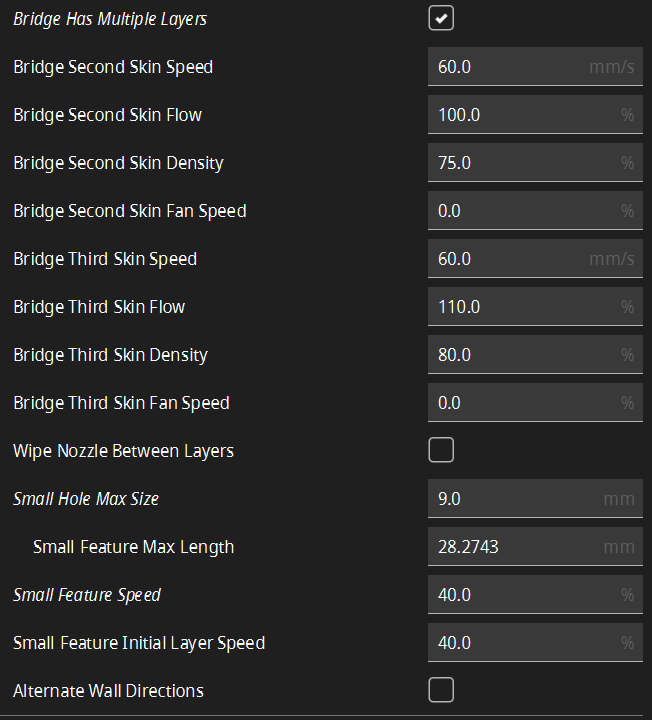 Bridge Has Multiple Layers
Bridge Second Skin Speed 60.0 mm/s
Bridge Second Skin Flow 100.0 %
Bridge Second Skin Density 75.0 %
Bridge Second Skin Fan Speed 0.0 %
Bridge Third Skin Speed 60.0 mm/s
Bridge Third Skin Flow 110.0 %
Bridge Third Skin Density 80.0 %
Bridge Third Skin Fan Speed 0.0 %
Wipe Nozzle Between Layers
Small Hole Max Size 9.0 mm
Small Feature Max Length 28.2743 mm
Small Feature Speed 40.0 %
Small Feature Initial Layer Speed 40.0 %
Alternate Wall Directions